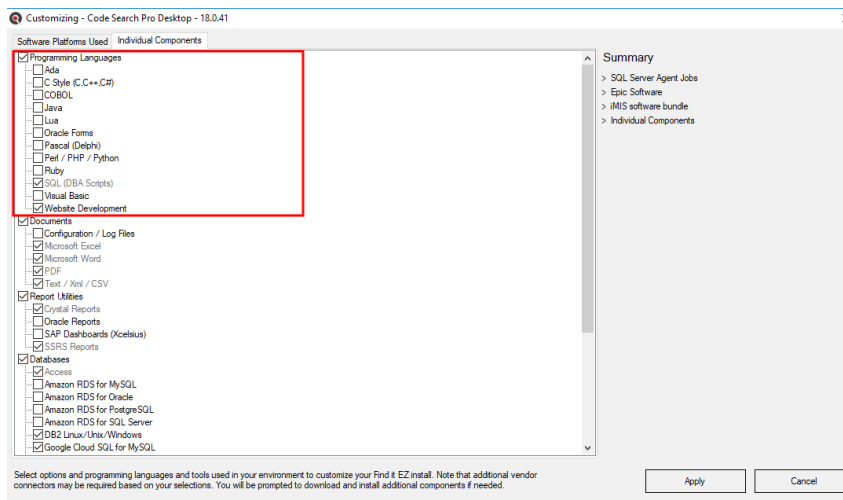 Customizing - Code Search Pro Desktop - 18.0.41
Software Platforms Used Individual Components
Programming Languages
Ada
C Style (C,C++,C#)
COBOL
Java
Lua
Oracle Forms
Pascal (Delphi)
Perl / PHP / Python
Ruby
SQL (DBA Scripts)
Visual Basic
Website Development
Documents
Configuration / Log Files
Microsoft Excel
Microsoft Word
PDF
Text / Xml / CSV
Report Utilities
Crystal Reports
Oracle Reports
SAP Dashboards (Xcelsius)
SSRS Reports
Databases
Access
Amazon RDS for MySQL
Amazon RDS for Oracle
Amazon RDS for PostgreSQL
Amazon RDS for SQL Server
DB2 Linux/Unix/Windows
Google Cloud SQL for MySQL
Summary
> SQL Server Agent Jobs
> Epic Software
> iMIS software bundle
> Individual Components
Select options and programming languages and tools used in your environment to customize your Find it EZ install. Note that additional vendor
connectors may be required based on your selections. You will be prompted to download and install additional components if needed.
Apply Cancel